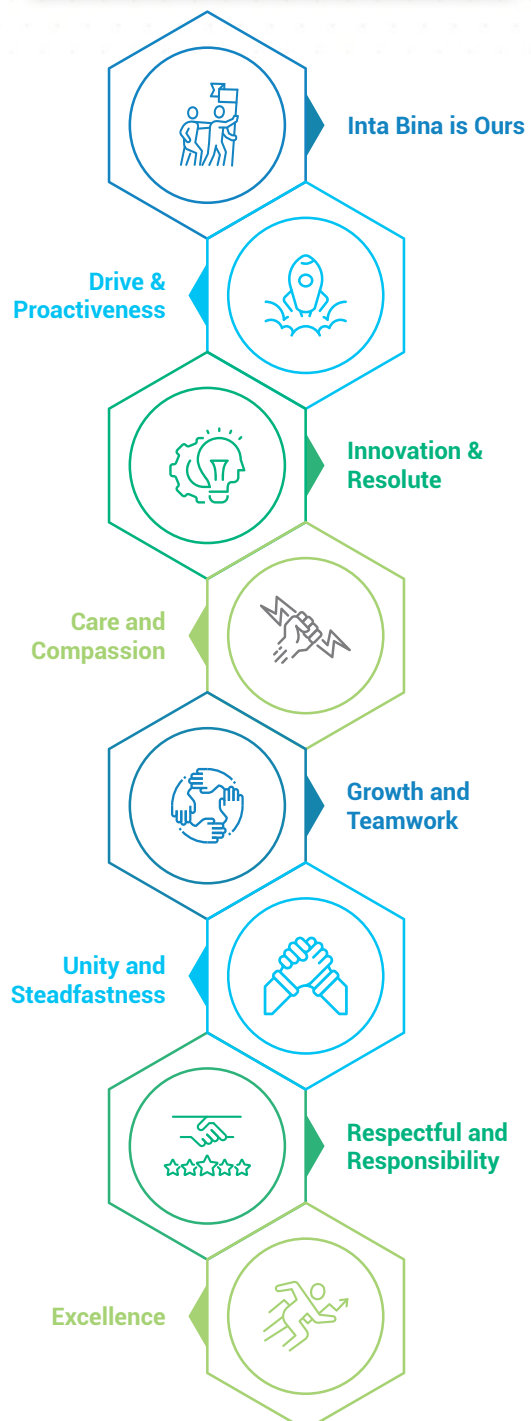 Inta Bina is Ours
Drive &
Proactiveness
Innovation &
Resolute
Care and
Compassion
Growth and
Teamwork
Unity and
Steadfastness
Respectful and
Responsibility
Excellence